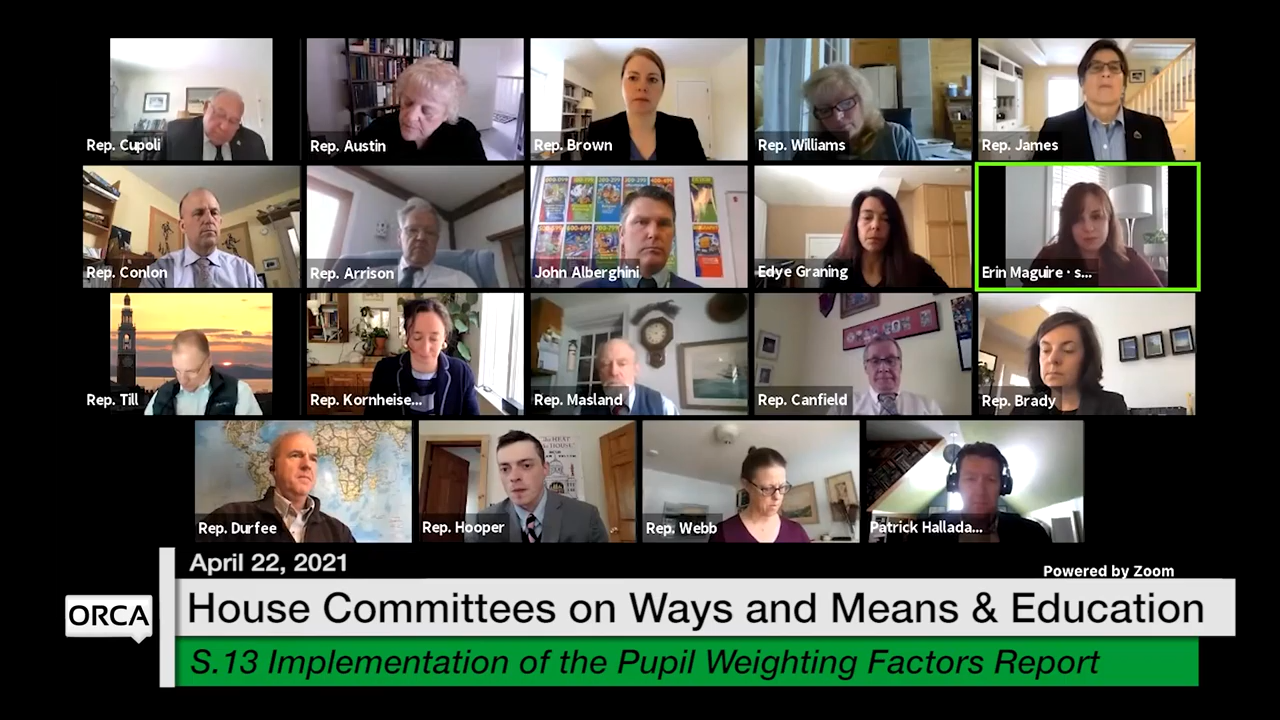 Rep. Cupoli
Rep. Austin
Rep. Brown
Rep. Williams
Rep. James
Rep. Conlon
Rep. Arrison
John Alberghini
Edye Graning
Erin Maguire · s...
Rep. Till
Rep. Kornheise...
Rep. Masland
Rep. Canfield
Rep. Brady
Rep. Durfee
Rep. Hooper
Rep. Webb
Patrick Hallada...
April 22, 2021
Powered by Zoom
ORCA
House Committees on Ways and Means & Education
S.13 Implementation of the Pupil Weighting Factors Report